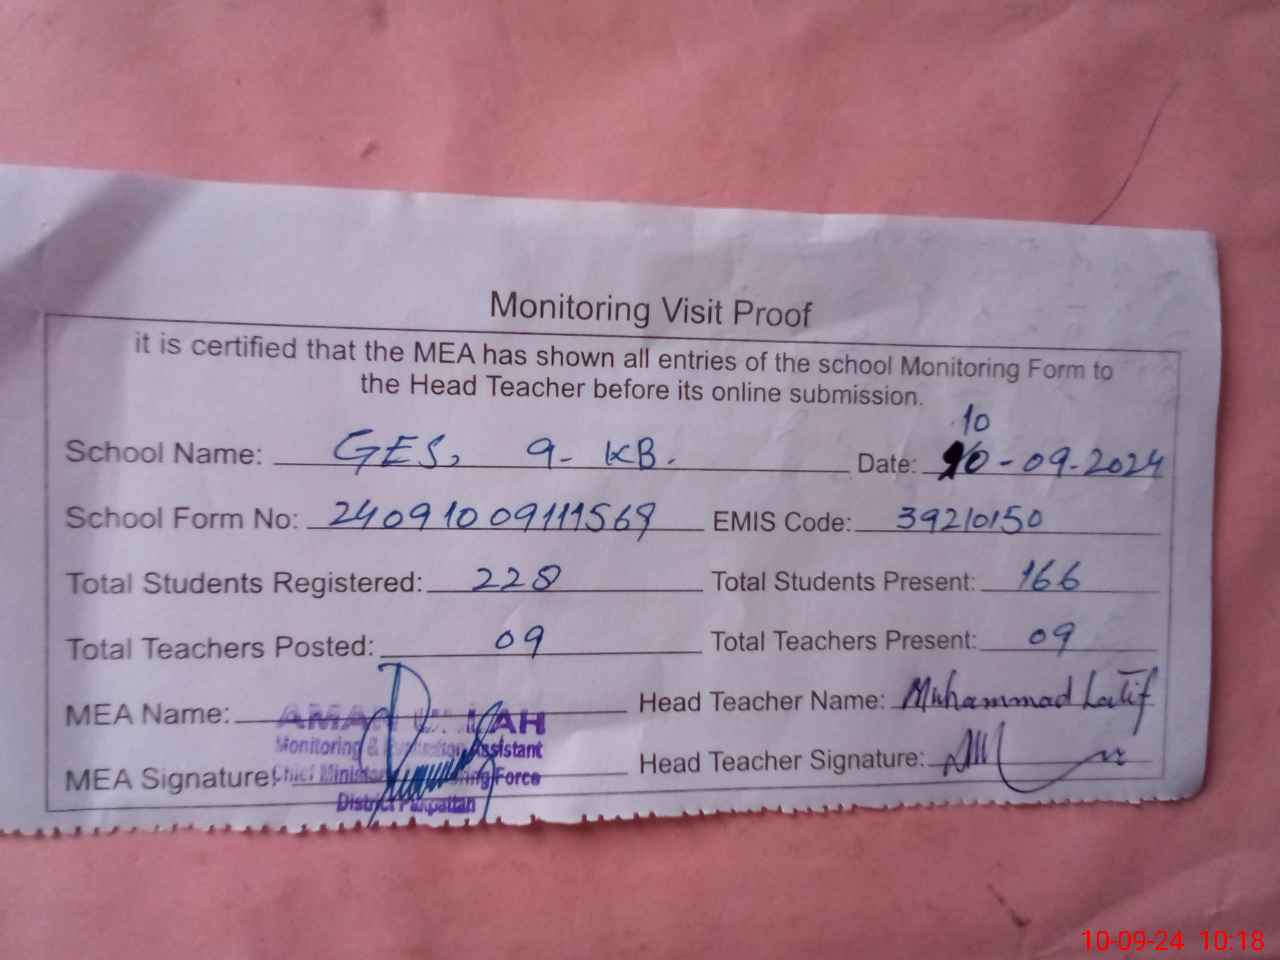 Monitoring Visit Proof
it is certified that the MEA has shown all entries of the school Monitoring Form to
the Head Teacher before its online submission.
10
School Name: GES, 9- KB. Date: 10-09-2024
School Form No: 24091009111569 EMIS Code: 39210150
Total Students Registered: 228 Total Students Present: 166
Total Teachers Posted: 09 Total Teachers Present: 09
MEA Name: AMAN Head Teacher Name: Muhammad Latif
Monitoring & Assistant
MEA Signature: Chief Force Head Teacher Signature:
District Pakpattan
10-09-24 10:18